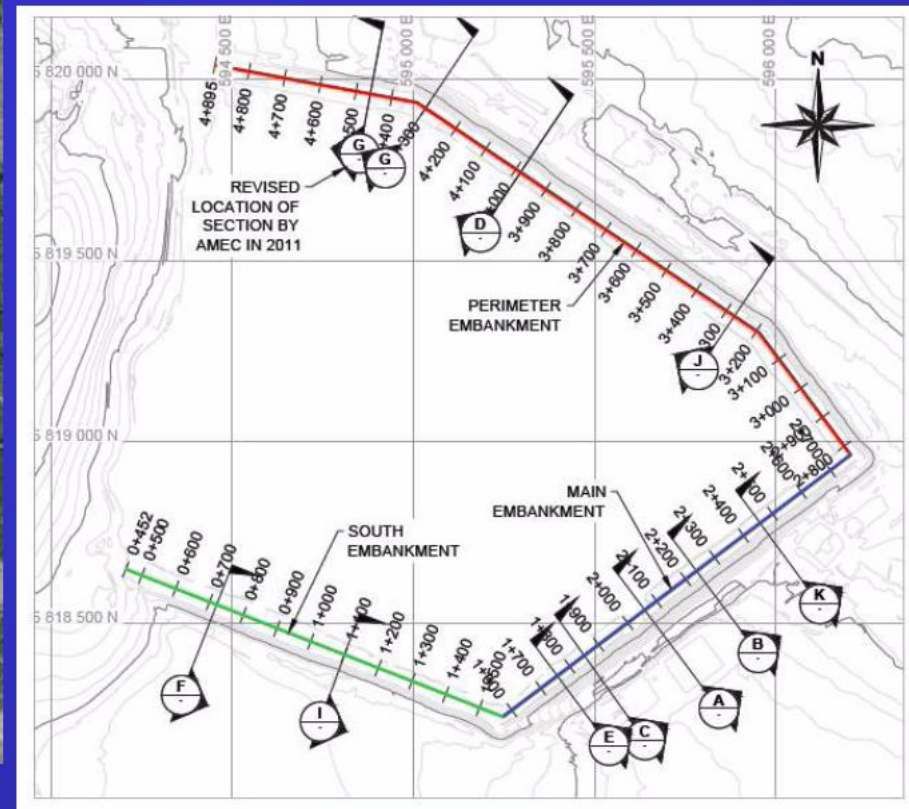 594 500
595 000 E
595 500 E
596 000 E
5 820 000 N
N
4+895
4+800
4+700
4+600
4+200
4+100
3+900
3+800
3+700
3+600
3+500
3+400
3+200
3+100
3+000
G
-
G
-
REVISED
LOCATION OF
SECTION BY
AMEC IN 2011
D
-
5 819 500 N
PERIMETER
EMBANKMENT
J
-
5 819 000 N
2+700
2+600
2+800
2+400
2+300
2+200
2+100
2+000
1+900
1+800
1+700
MAIN
EMBANKMENT
SOUTH
EMBANKMENT
0+452
0+500
0+600
0+700
0+800
0+900
1+000
1+200
1+300
1+400
5 818 500 N
K
-
B
-
A
-
C
-
E
-
F
-
I
-